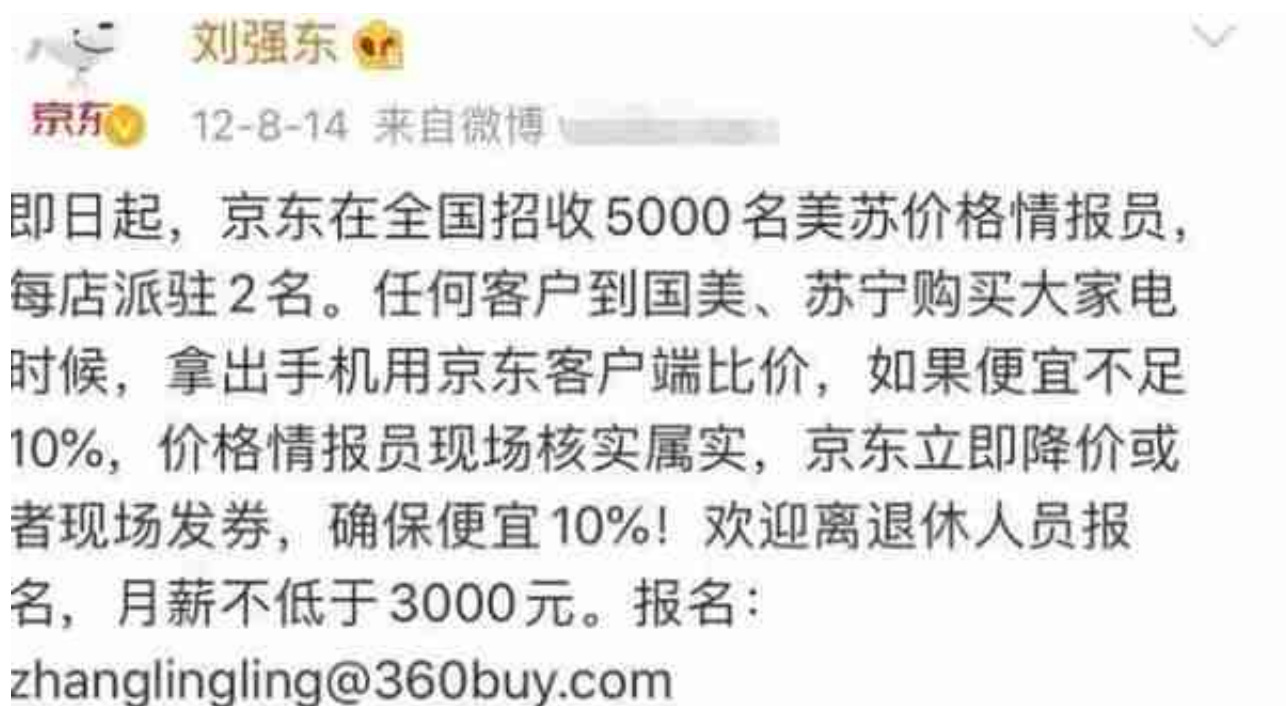 刘强东
京东
12-8-14 来自微博
即日起，京东在全国招收5000名美苏价格情报员，
每店派驻2名。任何客户到国美、苏宁购买大家电
时候，拿出手机用京东客户端比价，如果便宜不足
10%，价格情报员现场核实属实，京东立即降价或
者现场发券，确保便宜10%！欢迎离退休人员报
名，月薪不低于3000元。报名：
zhanglingling@360buy.com